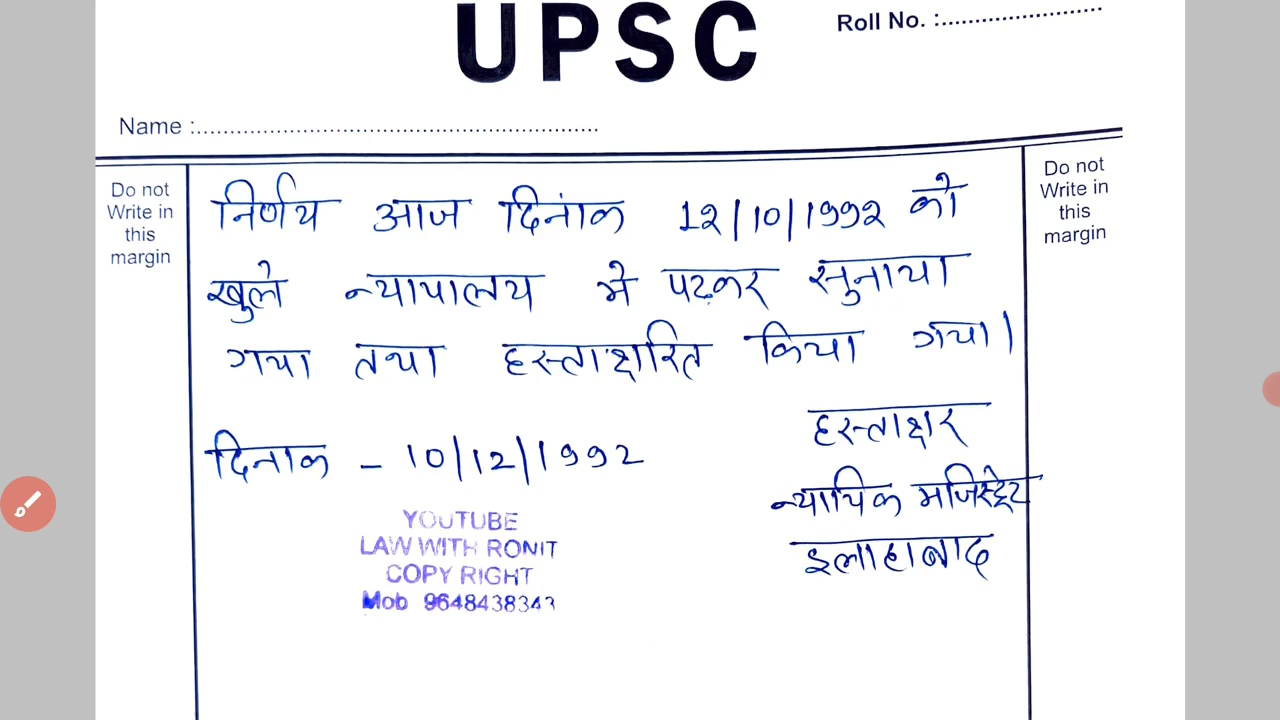 UPSC
Roll No. :..........................
Name :................................................................
Do not
Write in
this
margin
निर्णय आज दिनांक 12/10/1992 को
खुले न्यायालय मे पढ़कर सुनाया
गया तथा हस्ताक्षरित किया गया।
दिनाक – 10/12/1992
हस्ताक्षर
न्यायिक मजिस्ट्रेट
इलाहाबाद
YOUTUBE
LAW WITH RONIT
COPY RIGHT
Mob 9648438343
Do not
Write in
this
margin